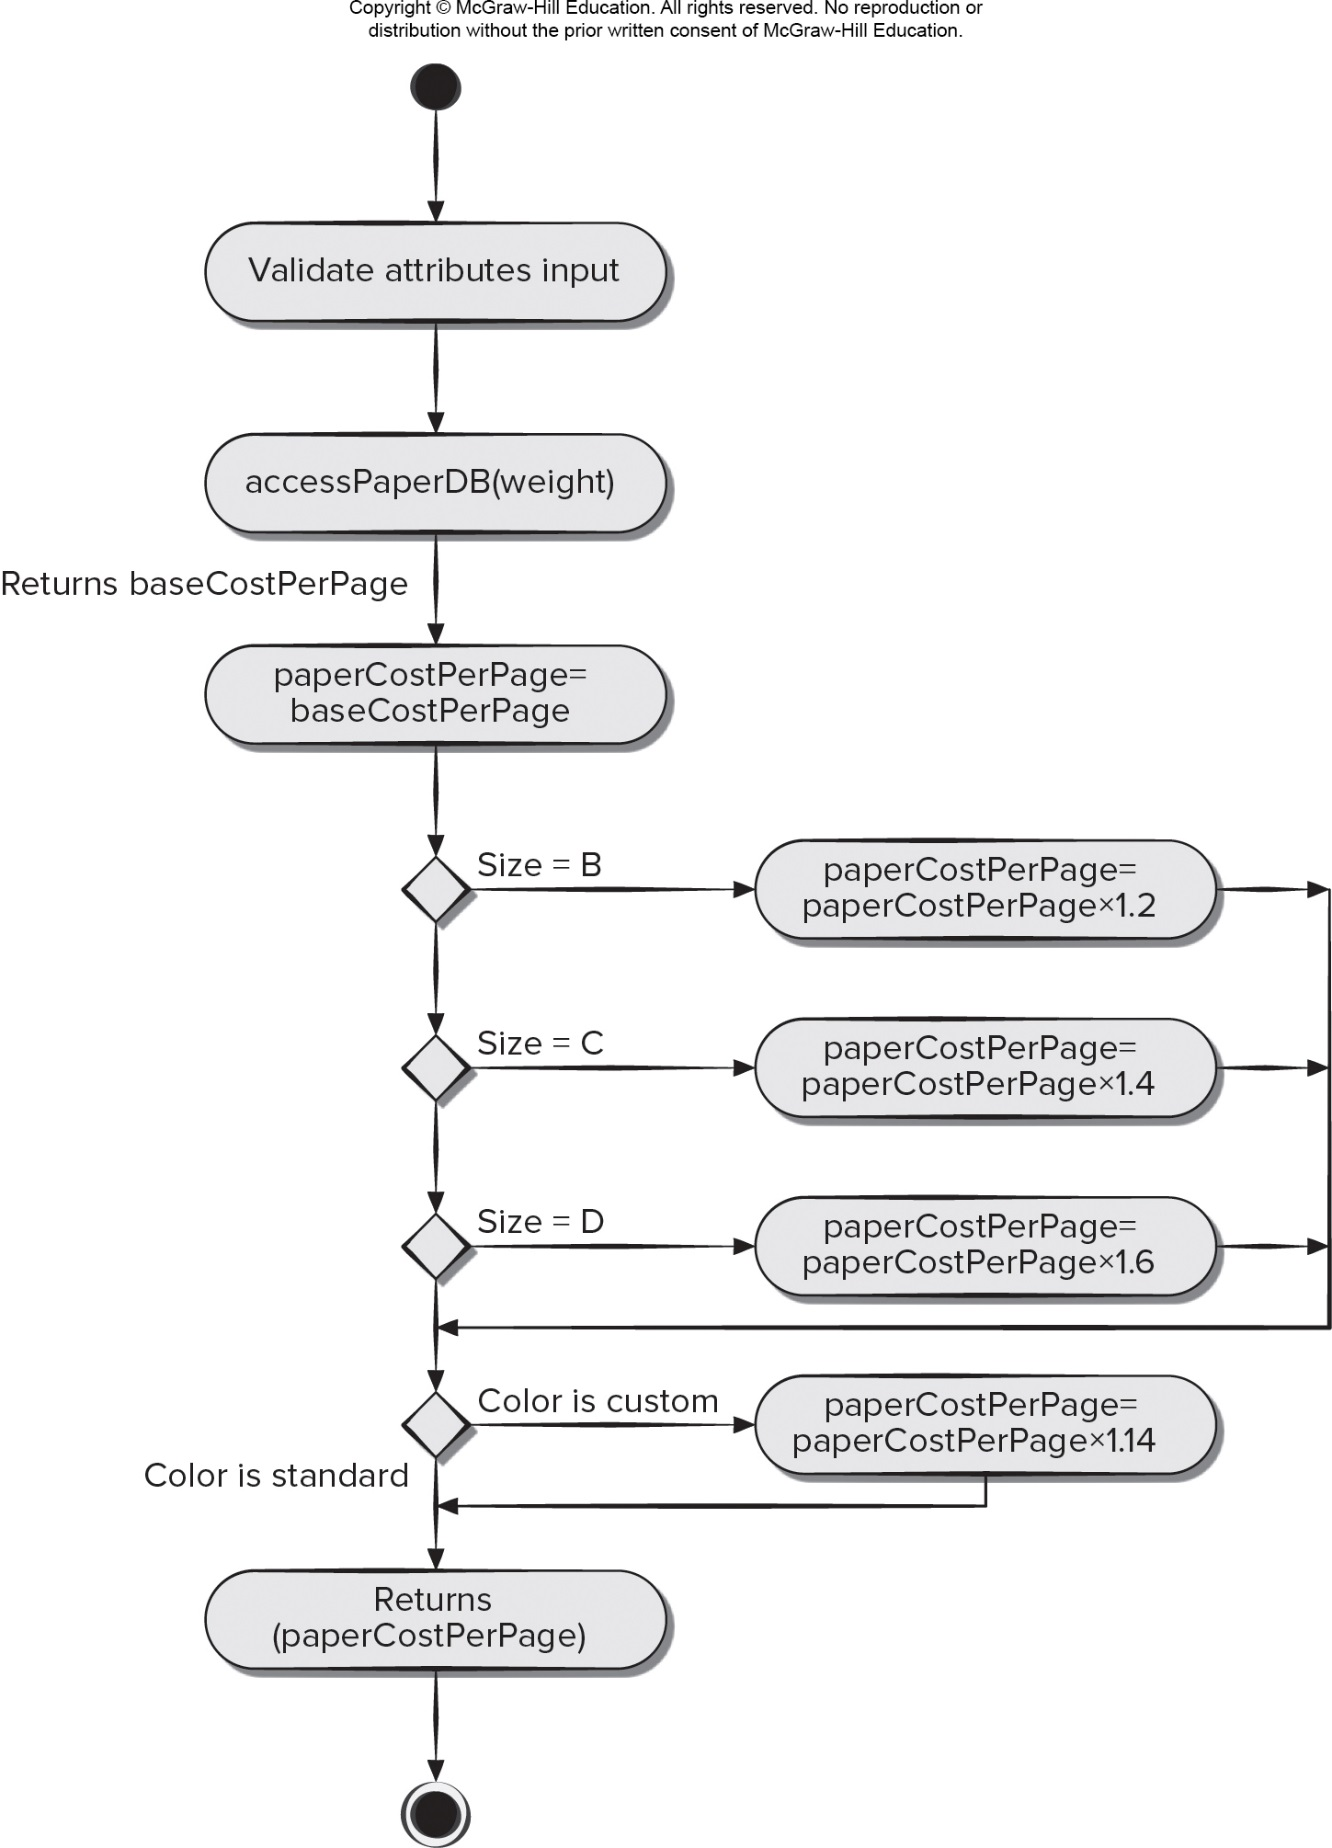 Copyright © McGraw-Hill Education. All rights reserved. No reproduction or
distribution without the prior written consent of McGraw-Hill Education.
Validate attributes input
accessPaperDB(weight)
Returns baseCostPerPage
paperCostPerPage=
baseCostPerPage
Size = B
paperCostPerPage=
paperCostPerPage×1.2
Size = C
paperCostPerPage=
paperCostPerPage×1.4
Size = D
paperCostPerPage=
paperCostPerPage×1.6
Color is custom
paperCostPerPage=
paperCostPerPage×1.14
Color is standard
Returns
(paperCostPerPage)